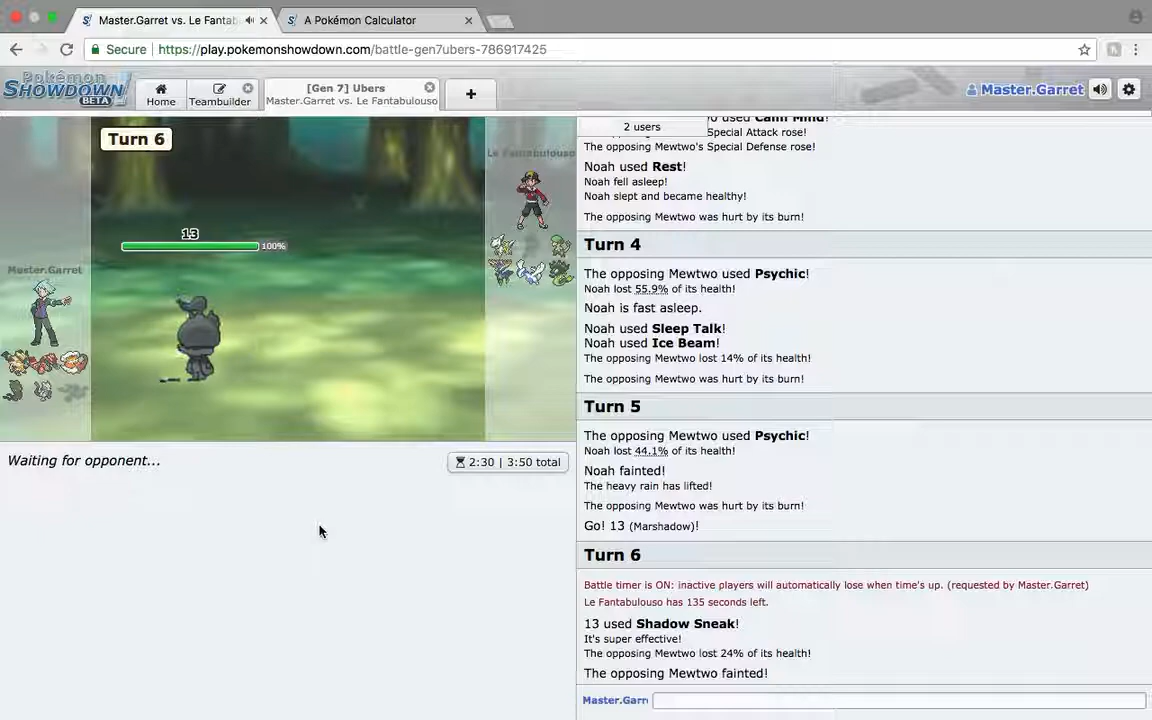 Master.Garret vs. Le Fantab
A Pokémon Calculator
Secure
https://play.pokemonshowdown.com/battle-gen7ubers-786917425
Pokémon
SHOWDOWN
BETA
Home
Teambuilder
[Gen 7] Ubers
Master.Garret vs. Le Fantabulouso
+
Master.Garret
Turn 6
13
100%
Master.Garret
Le Fantabulouso
Waiting for opponent...
2:30 | 3:50 total
2 users
used Calm Mind!
Special Attack rose!
The opposing Mewtwo's Special Defense rose!
Noah used Rest!
Noah fell asleep!
Noah slept and became healthy!
The opposing Mewtwo was hurt by its burn!
Turn 4
The opposing Mewtwo used Psychic!
Noah lost 55.9% of its health!
Noah is fast asleep.
Noah used Sleep Talk!
Noah used Ice Beam!
The opposing Mewtwo lost 14% of its health!
The opposing Mewtwo was hurt by its burn!
Turn 5
The opposing Mewtwo used Psychic!
Noah lost 44.1% of its health!
Noah fainted!
The heavy rain has lifted!
The opposing Mewtwo was hurt by its burn!
Go! 13 (Marshadow)!
Turn 6
Battle timer is ON: inactive players will automatically lose when time's up. (requested by Master.Garret)
Le Fantabulouso has 135 seconds left.
13 used Shadow Sneak!
It's super effective!
The opposing Mewtwo lost 24% of its health!
The opposing Mewtwo fainted!
Master.Garr